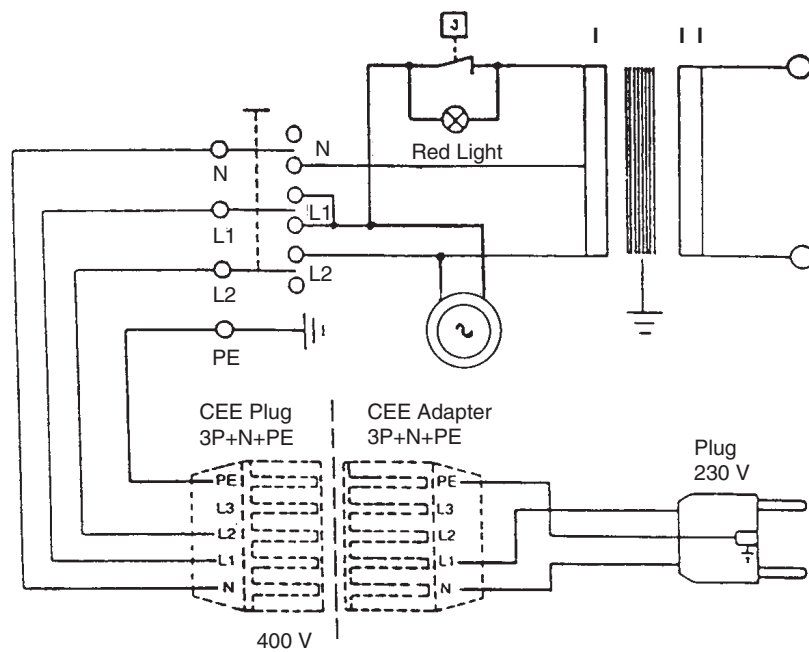 J
I
I I
Red Light
N
N
L1
L1
L2
L2
PE
CEE Plug
3P+N+PE
CEE Adapter
3P+N+PE
Plug
230 V
PE
L3
L2
L1
N
PE
L3
L2
L1
N
400 V